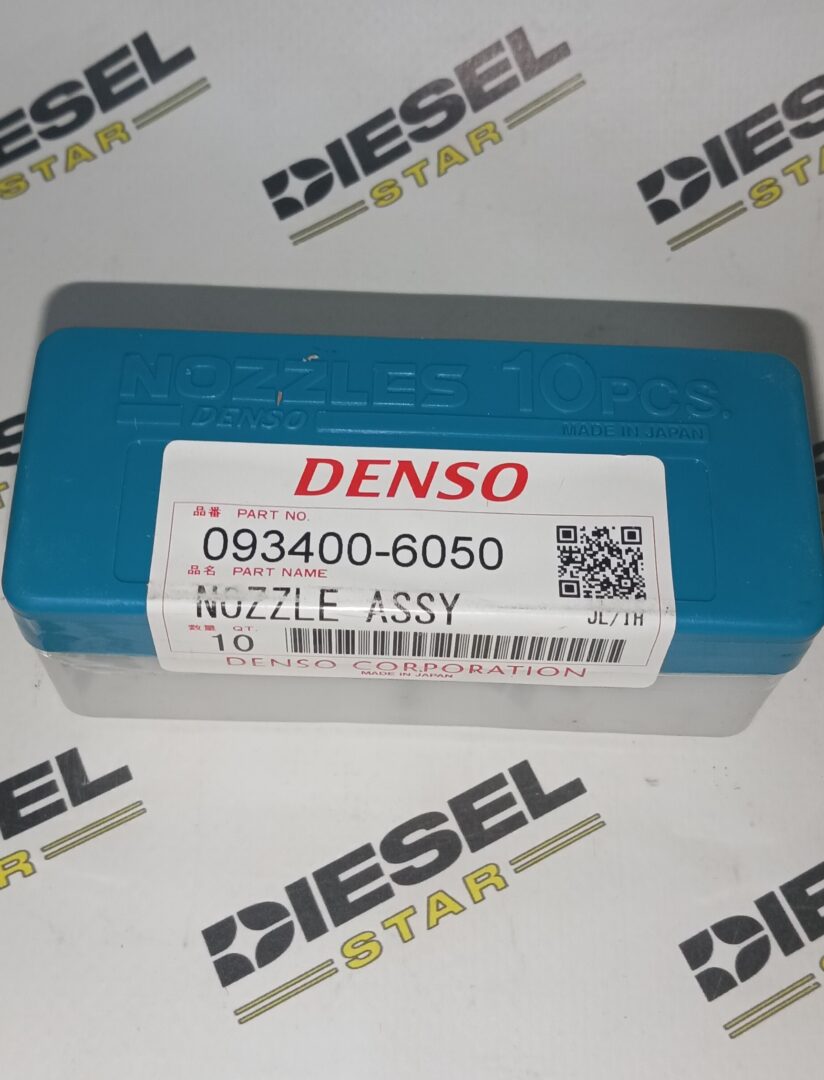 DIESEL
STAR
DIESEL
STAR
DIESEL
STAR
NOZZLES 10PCS.
DENSO
MADE IN JAPAN
DENSO
品番 PART NO.
093400-6050
品名 PART NAME
NOZZLE ASSY
JL/TH
数量 QT.
10
DENSO CORPORATION
MADE IN JAPAN
DIESEL
STAR
DIESEL
STAR
DIESEL
STAR